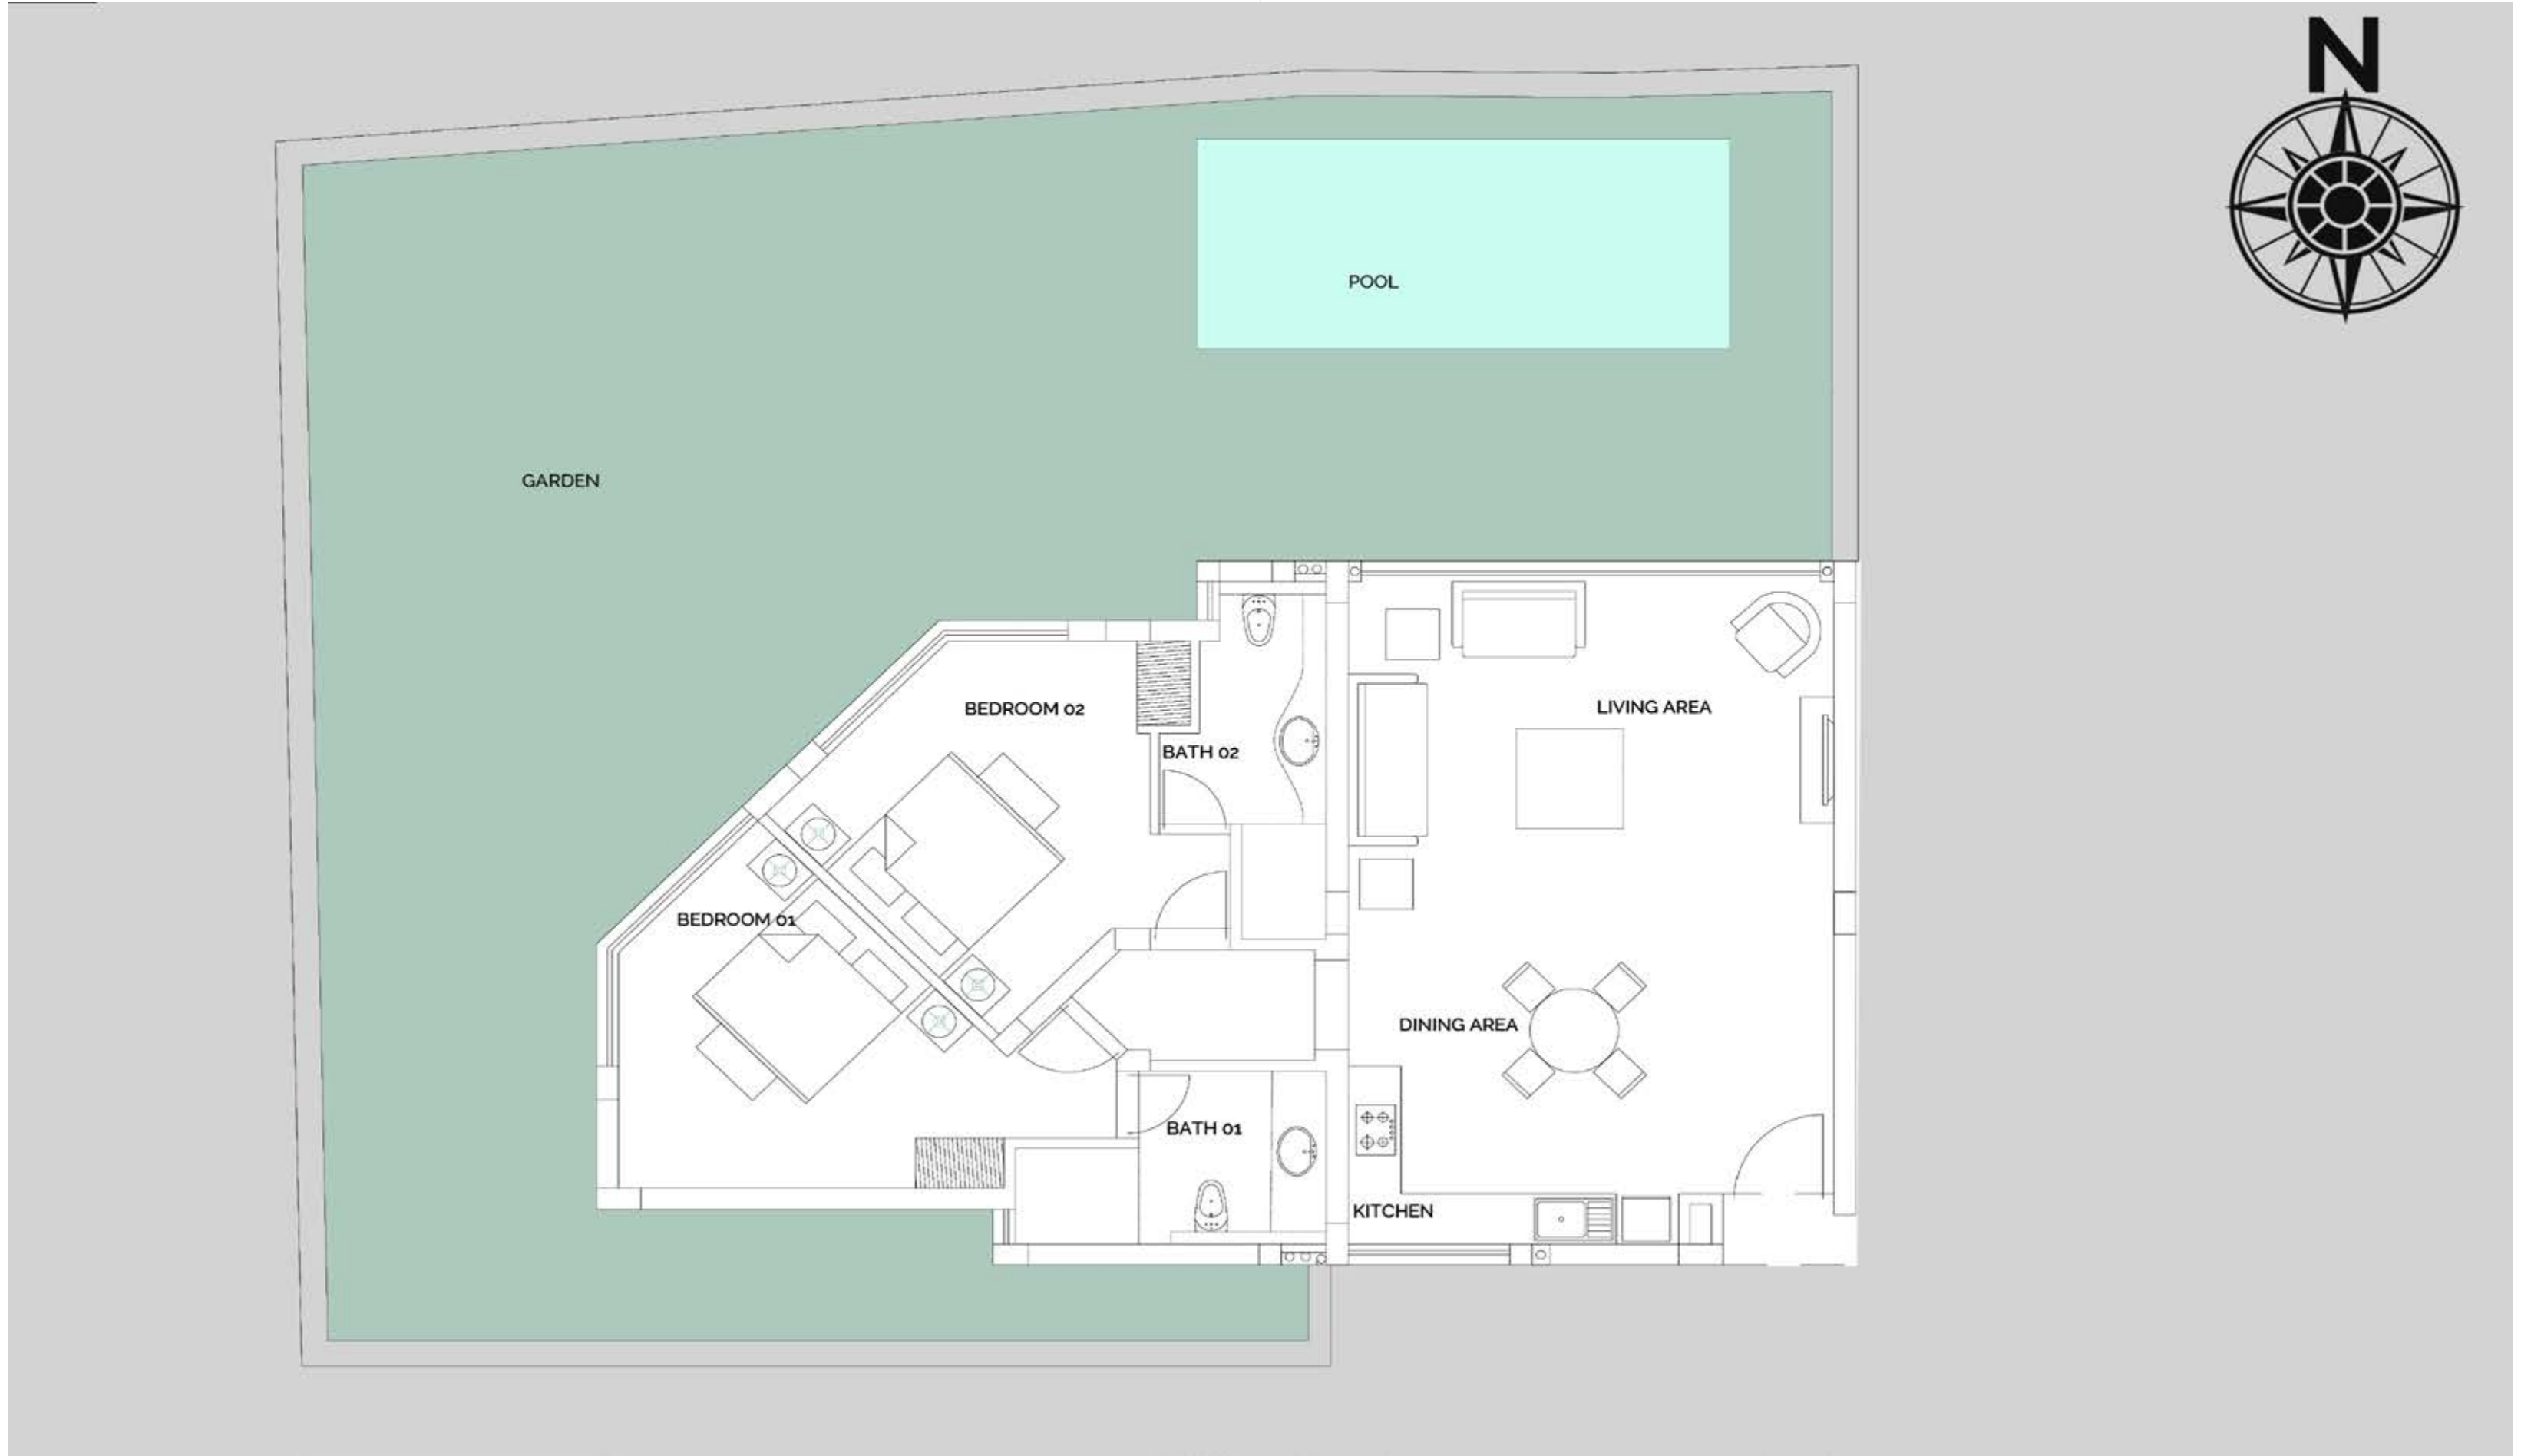 N
POOL
GARDEN
BEDROOM 02
LIVING AREA
BATH 02
BEDROOM 01
DINING AREA
BATH 01
KITCHEN